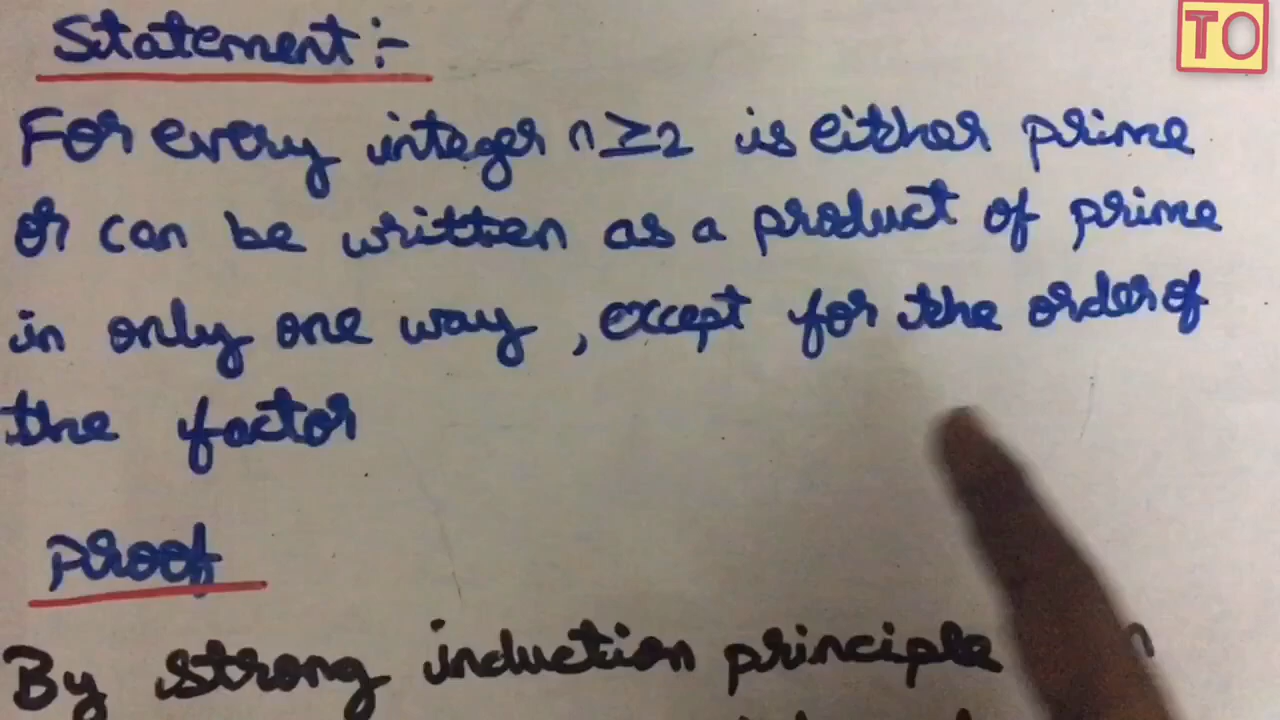 TO
Statement:-
For every integer n≥2 is either prime
or can be written as a product of prime
in only one way, except for the order of
the factor
Proof
By strong induction principle